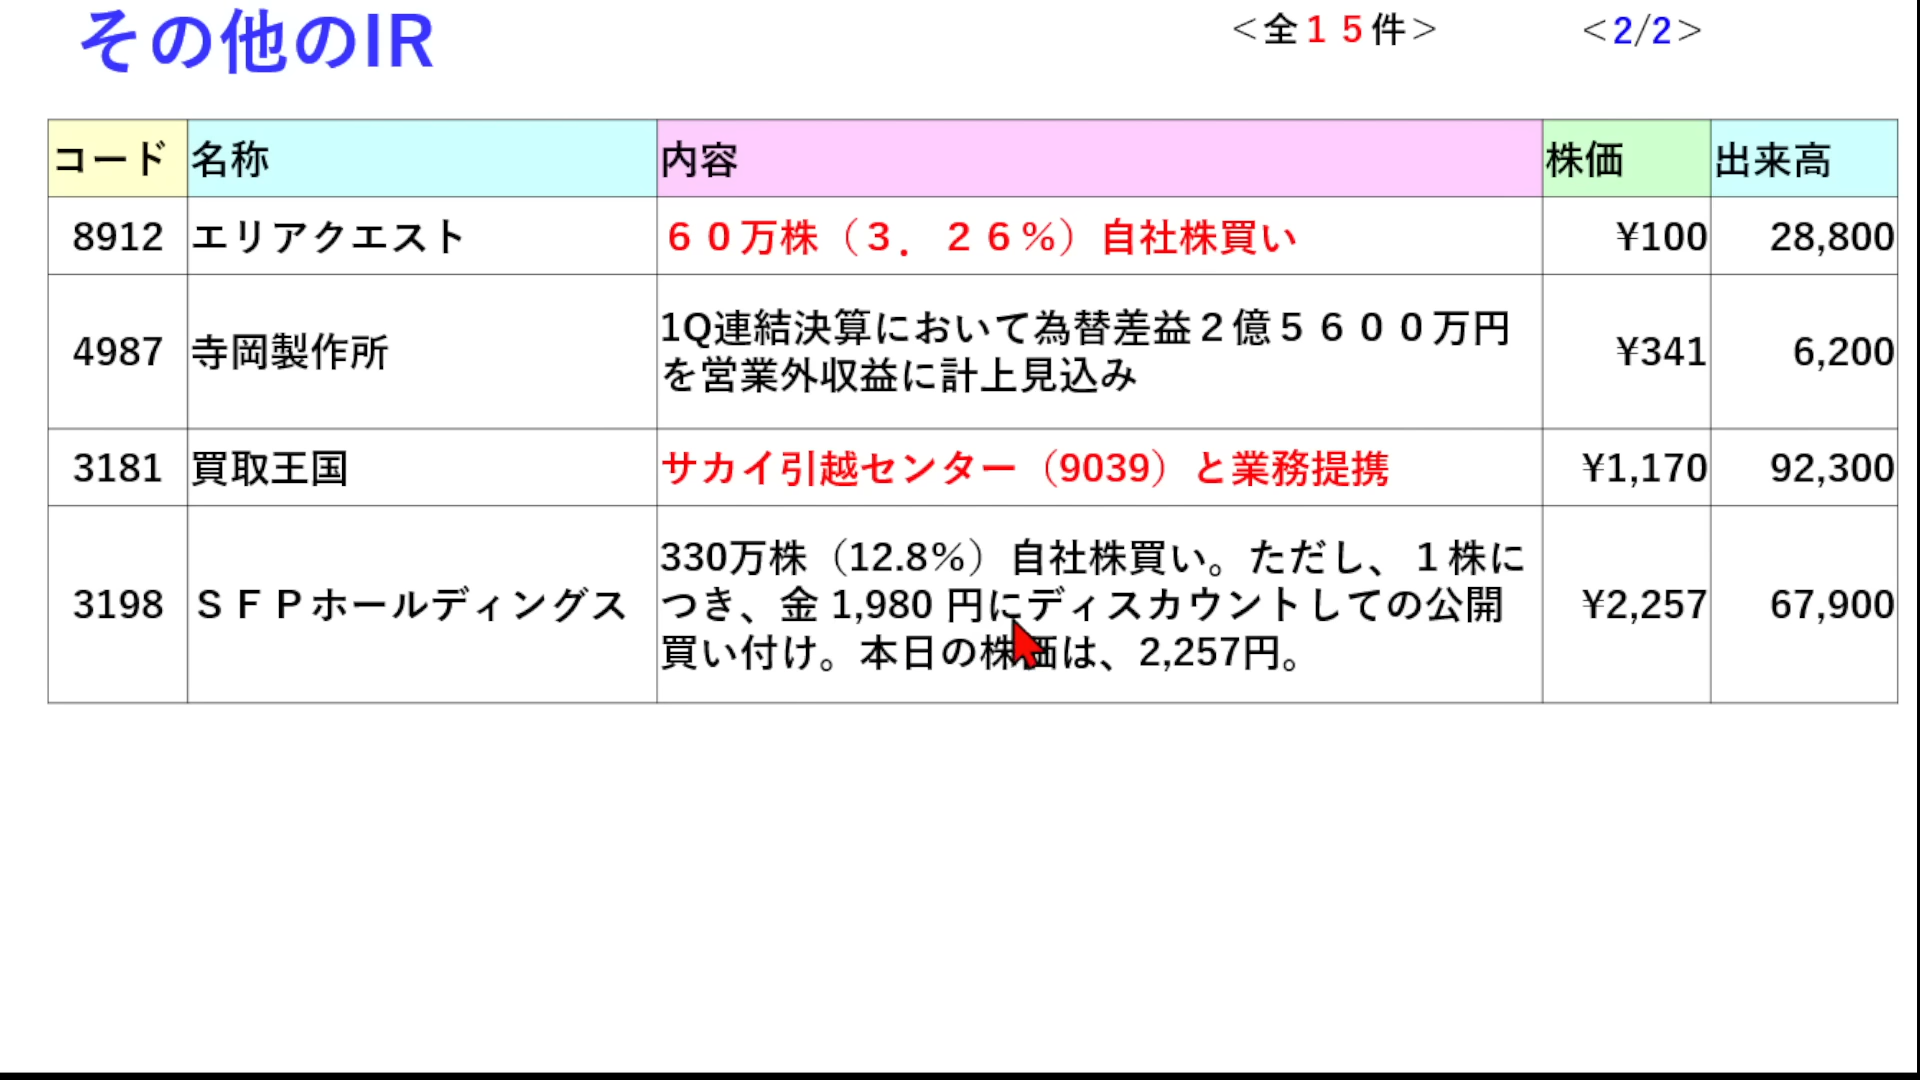 その他のIR
＜全１５件＞
＜2/2＞
コード 名称 内容 株価 出来高
8912 エリアクエスト ６０万株（３．２６%）自社株買い ¥100 28,800
4987 寺岡製作所 1Q連結決算において為替差益２億５６００万円 ¥341 6,200
を営業外収益に計上見込み
3181 買取王国 サカイ引越センター（9039）と業務提携 ¥1,170 92,300
330万株（12.8%）自社株買い。ただし、１株に
3198 ＳＦＰホールディングス つき、金 1,980 円にディスカウントしての公開 ¥2,257 67,900
買い付け。本日の株価は、2,257円。